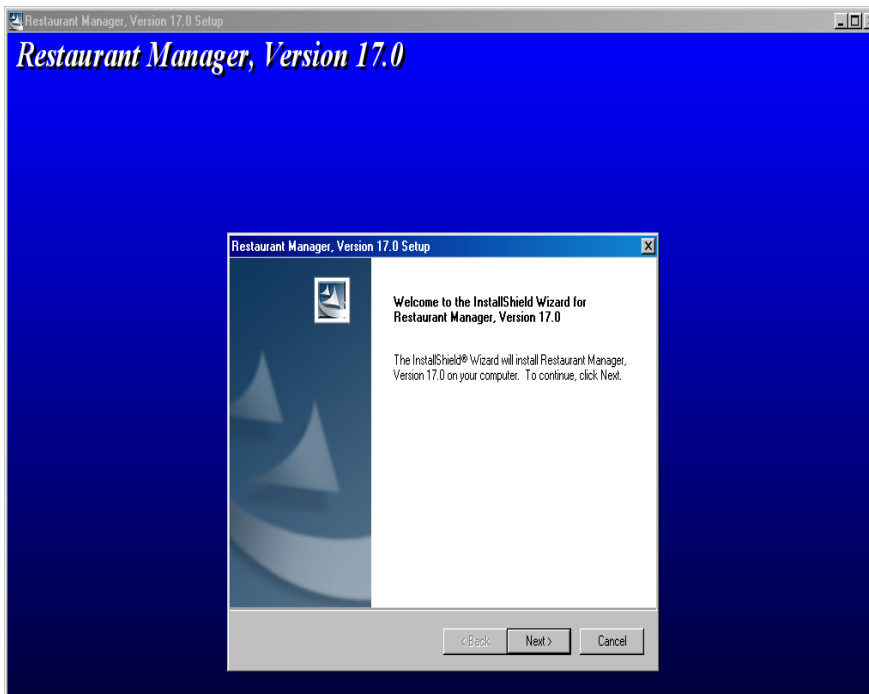 Restaurant Manager, Version 17.0 Setup
Restaurant Manager, Version 17.0
Restaurant Manager, Version 17.0 Setup
Welcome to the InstallShield Wizard for
Restaurant Manager, Version 17.0
The InstallShield® Wizard will install Restaurant Manager,
Version 17.0 on your computer.  To continue, click Next.
< Back
Next >
Cancel